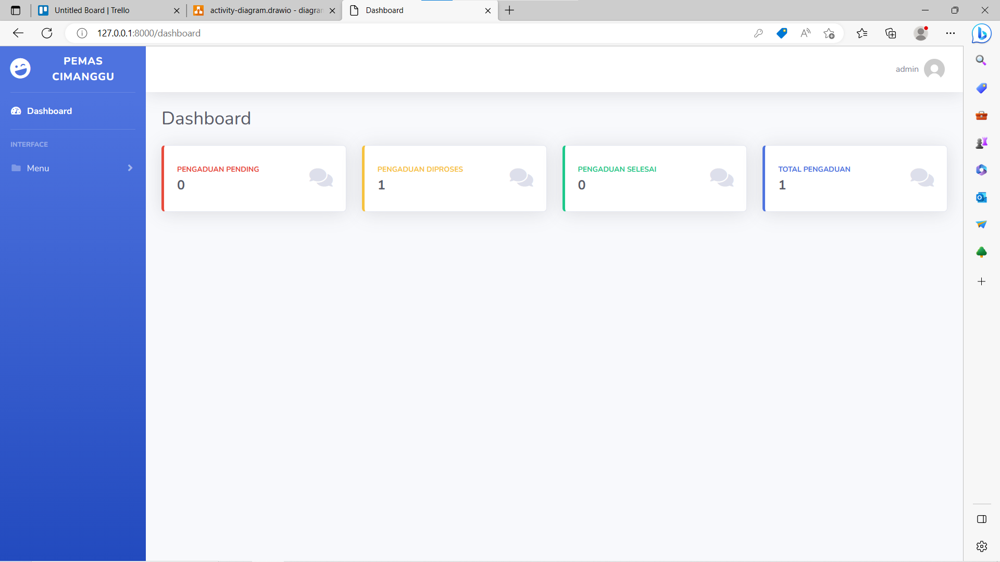 Untitled Board | Trello
activity-diagram.drawio - diagran
Dashboard
127.0.0.1:8000/dashboard
PEMAS
CIMANGGU
admin
Dashboard
INTERFACE
Menu
Dashboard
PENGADUAN PENDING
0
PENGADUAN DIPROSES
1
PENGADUAN SELESAI
0
TOTAL PENGADUAN
1